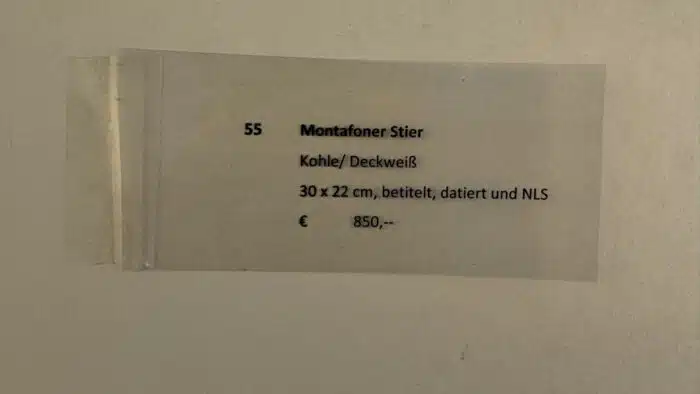 55 Montafoner Stier
Kohle/ Deckweiß
30 x 22 cm, betitelt, datiert und NLS
€ 850,--